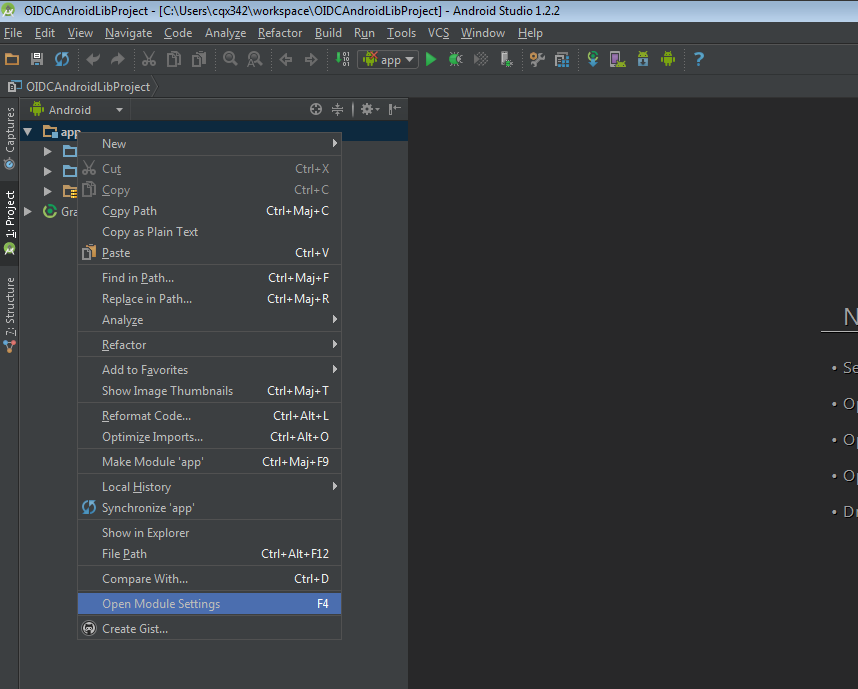 OIDCAndroidLibProject - [C:\Users\cqx342\workspace\OIDCAndroidLibProject] - Android Studio 1.2.2
File Edit View Navigate Code Analyze Refactor Build Run Tools VCS Window Help
app
OIDCAndroidLibProject
Captures
1: Project
7: Structure
Android
app
Gra
New
Cut Ctrl+X
Copy Ctrl+C
Copy Path Ctrl+Maj+C
Copy as Plain Text
Paste Ctrl+V
Find in Path... Ctrl+Maj+F
Replace in Path... Ctrl+Maj+R
Analyze
Refactor
Add to Favorites
Show Image Thumbnails Ctrl+Maj+T
Reformat Code... Ctrl+Alt+L
Optimize Imports... Ctrl+Alt+O
Make Module 'app' Ctrl+Maj+F9
Local History
Synchronize 'app'
Show in Explorer
File Path Ctrl+Alt+F12
Compare With... Ctrl+D
Open Module Settings F4
Create Gist...
N
• Se
• Op
• Op
• Op
• Dr